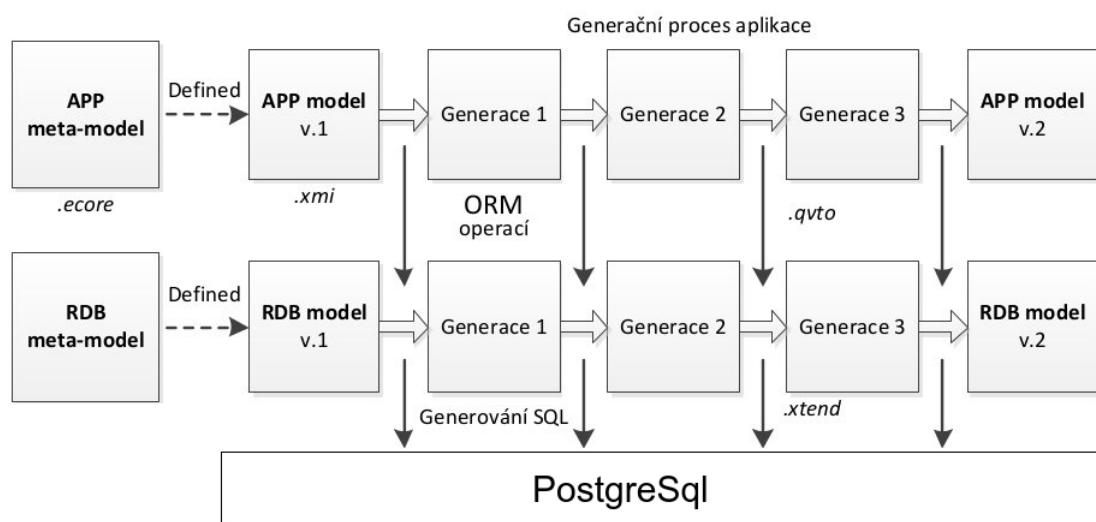 Generační proces aplikace
APP
meta-model
Defined
APP model
v.1
Generace 1
Generace 2
Generace 3
APP model
v.2
.ecore
.xmi
ORM
operací
.qvto
RDB
meta-model
Defined
RDB model
v.1
Generace 1
Generace 2
Generace 3
RDB model
v.2
Generování SQL
.xtend
PostgreSql